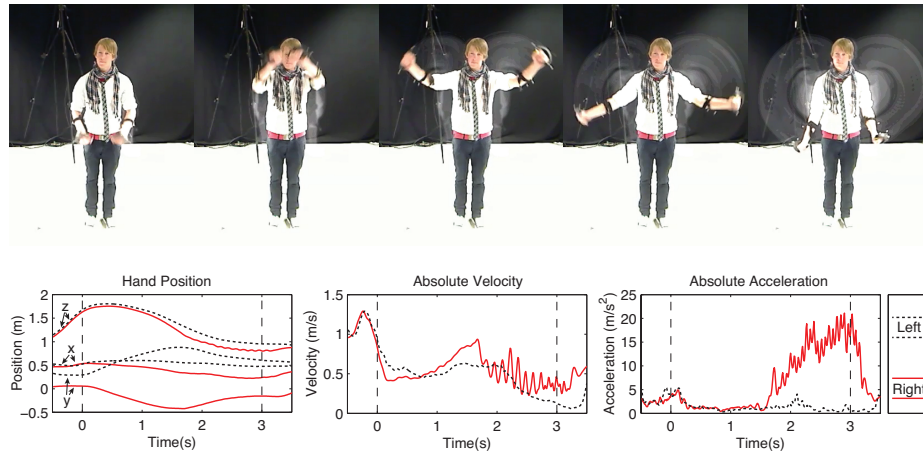 Hand Position
Position (m)
2
1.5
1
0.5
0
−0.5
z
x
y
0 1 2 3
Time(s)
Absolute Velocity
Velocity (m/s)
1.5
1
0.5
0
0 1 2 3
Time(s)
Absolute Acceleration
Acceleration (m/s²)
25
20
15
10
5
0
0 1 2 3
Time(s)
Left
Right